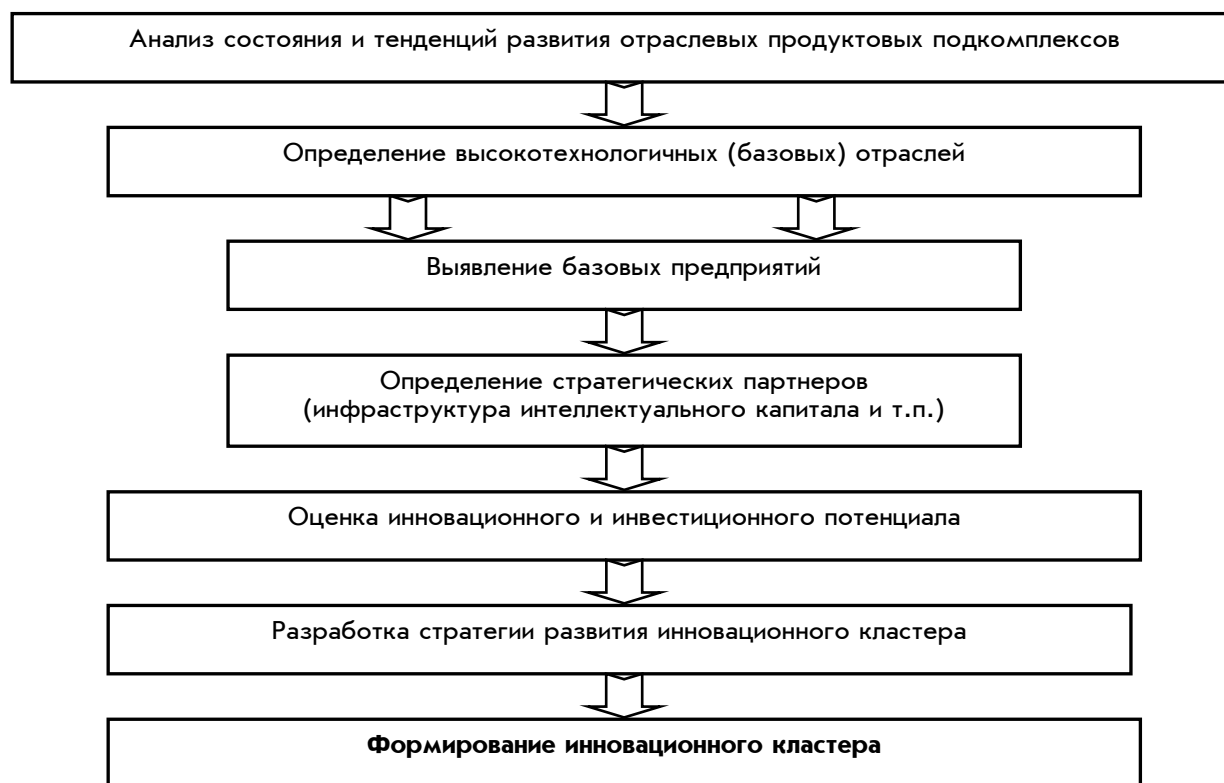 Анализ состояния и тенденций развития отраслевых продуктовых подкомплексов
Определение высокотехнологичных (базовых) отраслей
Выявление базовых предприятий
Определение стратегических партнеров
(инфраструктура интеллектуального капитала и т.п.)
Оценка инновационного и инвестиционного потенциала
Разработка стратегии развития инновационного кластера
Формирование инновационного кластера